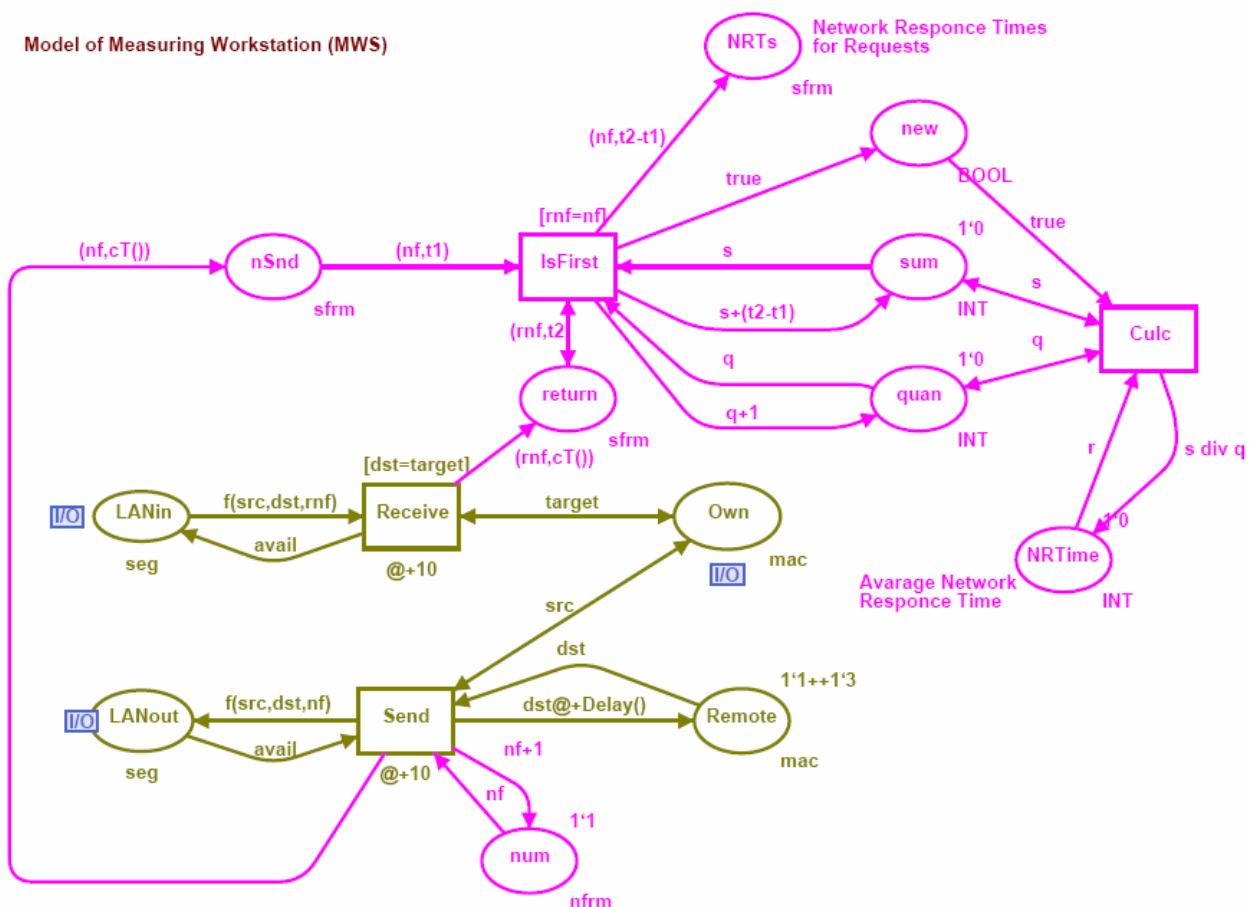 Model of Measuring Workstation (MWS)
NRTs
Network Responce Times
for Requests
sfrm
(nf,t2-t1)
new
BOOL
true
true
[rnf=nf]
(nf,cT())
nSnd
sfrm
(nf,t1)
IsFirst
s
1‘0
sum
INT
s
s+(t2-t1)
Culc
(rnf,t2
q
1‘0
quan
INT
q
q+1
return
sfrm
(rnf,cT())
r
s div q
[dst=target]
I/O
LANin
seg
f(src,dst,rnf)
avail
Receive
@+10
target
Own
mac
I/O
1‘0
NRTime
INT
Avarage Network
Responce Time
src
dst
I/O
LANout
seg
f(src,dst,nf)
avail
Send
@+10
dst@+Delay()
1‘1++1‘3
Remote
mac
nf+1
nf
1‘1
num
nfrm